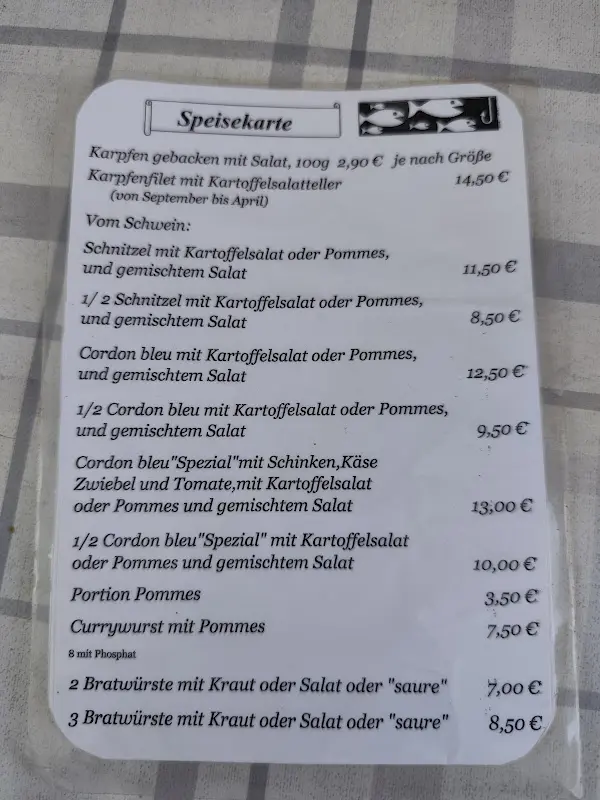 Speisekarte
Karpfen gebacken mit Salat, 100g 2,90 € je nach Größe
Karpfenfilet mit Kartoffelsalatteller 14,50 €
(von September bis April)
Vom Schwein:
Schnitzel mit Kartoffelsalat oder Pommes,
und gemischtem Salat 11,50 €
1/ 2 Schnitzel mit Kartoffelsalat oder Pommes,
und gemischtem Salat 8,50 €
Cordon bleu mit Kartoffelsalat oder Pommes,
und gemischtem Salat 12,50 €
1/2 Cordon bleu mit Kartoffelsalat oder Pommes,
und gemischtem Salat 9,50 €
Cordon bleu"Spezial"mit Schinken,Käse
Zwiebel und Tomate,mit Kartoffelsalat
oder Pommes und gemischtem Salat 13,00 €
1/2 Cordon bleu"Spezial" mit Kartoffelsalat
oder Pommes und gemischtem Salat 10,00 €
Portion Pommes 3,50 €
Currywurst mit Pommes 7,50 €
8 mit Phosphat
2 Bratwürste mit Kraut oder Salat oder "saure" 7,00 €
3 Bratwürste mit Kraut oder Salat oder "saure" 8,50 €